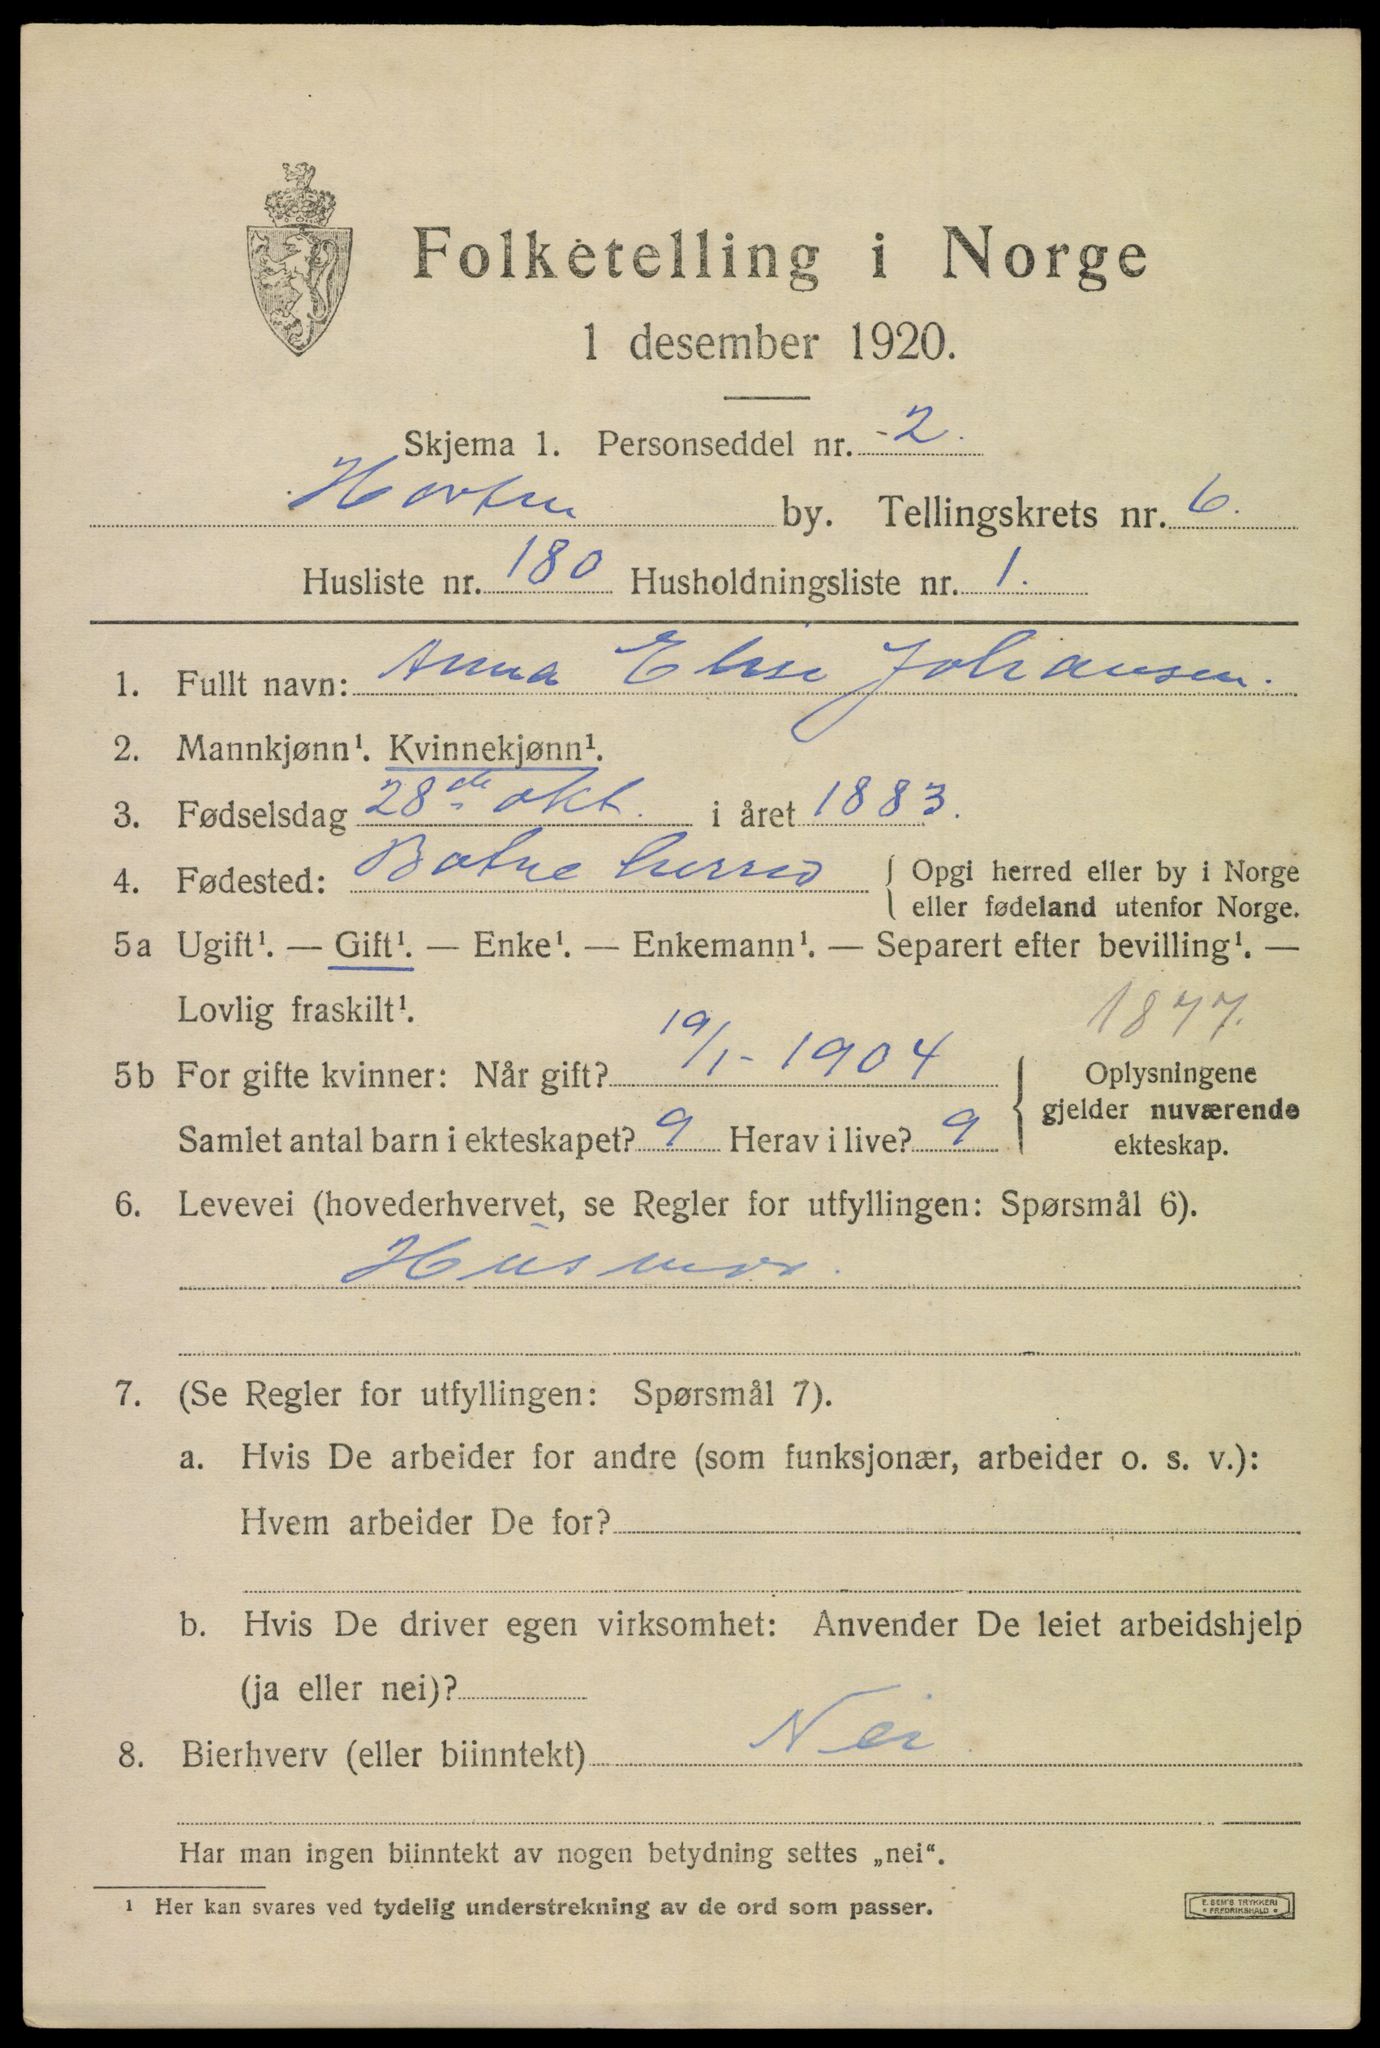 Folketelling i Norge
1 desember 1920.
Skjema 1. Personseddel nr. 2.
Horten by. Tellingskrets nr. 6.
Husliste nr. 180 Husholdningsliste nr. 1.
1. Fullt navn: Anna Elise Johansen.
2. Mannkjønn¹. Kvinnekjønn¹.
3. Fødselsdag 28de okt. i året 1883.
4. Fødested: Botne herred { Opgi herred eller by i Norge
eller fødeland utenfor Norge.
5a Ugift¹. — Gift¹. — Enke¹. — Enkemann¹. — Separert efter bevilling¹. —
Lovlig fraskilt¹.
1877.
5b For gifte kvinner: Når gift? 19/1- 1904
Samlet antal barn i ekteskapet? 9 Herav i live? 9
Oplysningene
gjelder nuværende
ekteskap.
6. Levevei (hovederhvervet, se Regler for utfyllingen: Spørsmål 6).
Husmor.
7. (Se Regler for utfyllingen: Spørsmål 7).
a. Hvis De arbeider for andre (som funksjonær, arbeider o. s. v.):
Hvem arbeider De for?
b. Hvis De driver egen virksomhet: Anvender De leiet arbeidshjelp
(ja eller nei)?
8. Bierhverv (eller biinntekt) Nei.
Har man ingen biinntekt av nogen betydning settes „nei“.
¹ Her kan svares ved tydelig understrekning av de ord som passer.
E. SEM'S TRYKKERI
FREDRIKSHALD